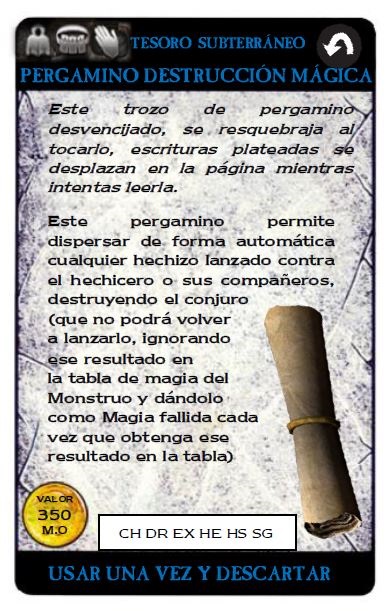 TESORO SUBTERRÁNEO
PERGAMINO DESTRUCCIÓN MÁGICA
Este trozo de pergamino
desvencijado, se resquebraja al
tocarlo, escrituras plateadas se
desplazan en la página mientras
intentas leerla.
Este pergamino permite
dispersar de forma automática
cualquier hechizo lanzado contra
el hechicero o sus compañeros,
destruyendo el conjuro
(que no podrá volver
a lanzarlo, ignorando
ese resultado en
la tabla de magia del
Monstruo y dándolo
como Magia fallida cada
vez que obtenga ese
resultado en la tabla)
VALOR
350
M.O
CH DR EX HE HS SG
USAR UNA VEZ Y DESCARTAR